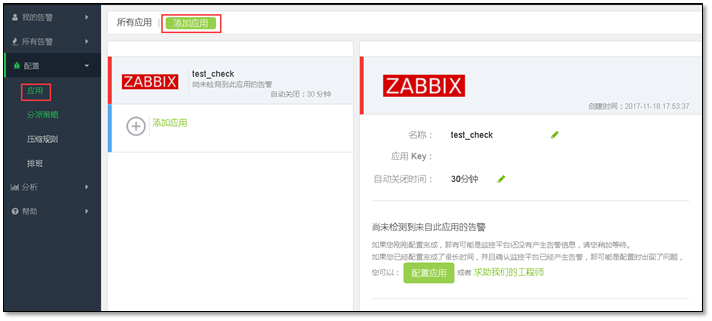 我的告警
所有告警
配置
应用
分派策略
压缩规则
排班
分析
帮助
所有应用 | 添加应用
ZABBIX
test_check
尚未检测到此应用的告警
自动关闭：30 分钟
添加应用
ZABBIX
创建时间：2017-11-18 17:53:37
名称： test_check
应用 Key：
自动关闭时间： 30分钟
尚未检测到来自此应用的告警
如果您刚刚配置完成，那有可能是监控平台还没有产生告警信息，请您稍加等待。
如果您已经配置完成了很长时间，并且确认监控平台已经产生告警，那可能是配置时出现了问题，
您可以： 配置应用 或者 求助我们的工程师